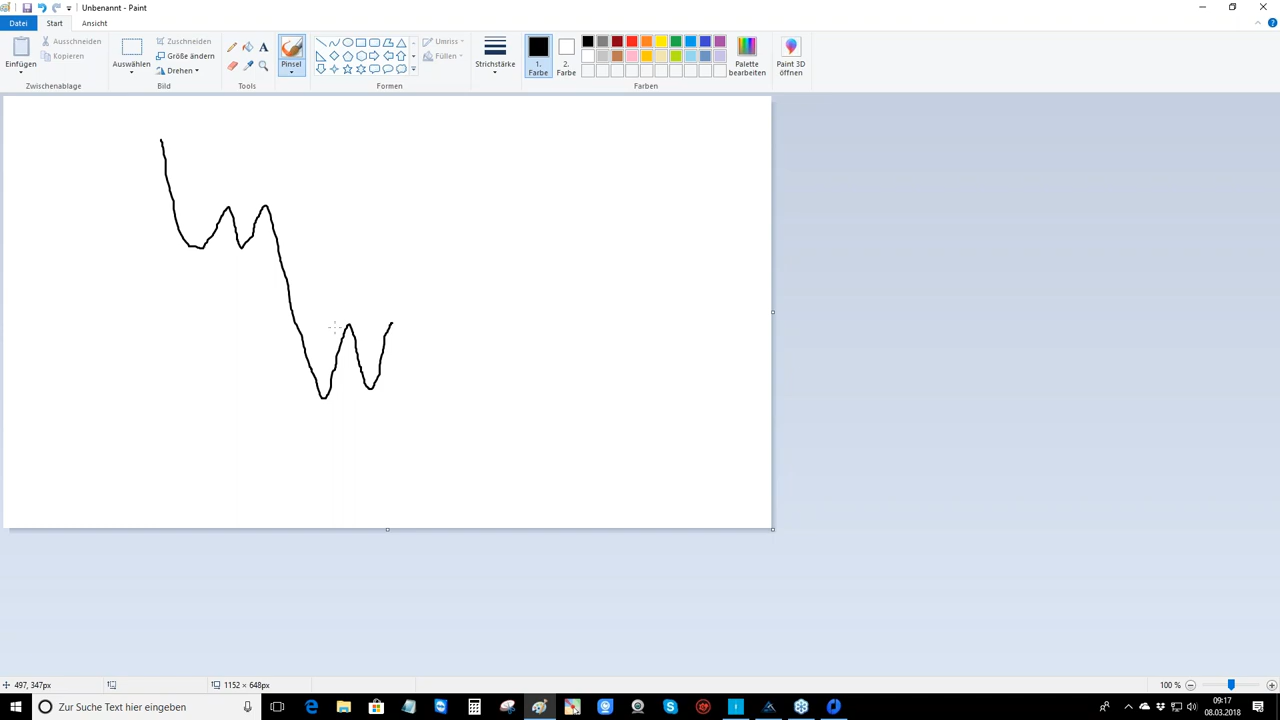 Unbenannt - Paint
Datei Start Ansicht
Einfügen
Ausschneiden
Kopieren
Zwischenablage
Auswählen
Zuschneiden
Größe ändern
Drehen
Bild
A
Tools
Pinsel
Formen
Umriss
Füllen
Strichstärke
1. Farbe
2. Farbe
Farben
Palette bearbeiten
Paint 3D öffnen
497, 347px 1152 × 648px 100 %
Zur Suche Text hier eingeben
09:17
08.03.2018